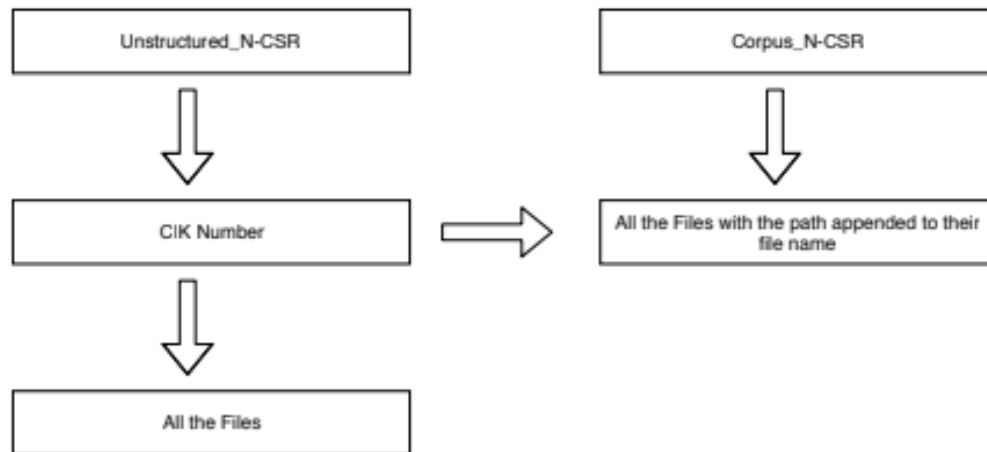 Unstructured_N-CSR
Corpus_N-CSR
CIK Number
All the Files with the path appended to their
file name
All the Files